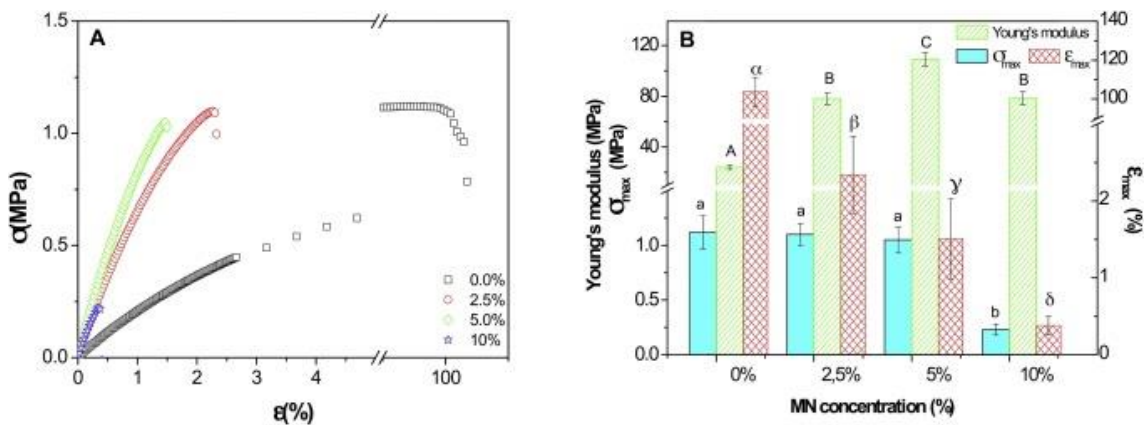 A
σ(MPa)
1.5
1.0
0.5
0.0
0 1 2 3 4 100
ε(%)
0.0%
2.5%
5.0%
10%
B
Young's modulus (MPa)
σmax (MPa)
120
80
40
1.0
0.5
0.0
Young's modulus
σmax εmax
a A α
a B β
a C γ
b B δ
140
120
100
2
1
0
εmax (%)
0% 2,5% 5% 10%
MN concentration (%)